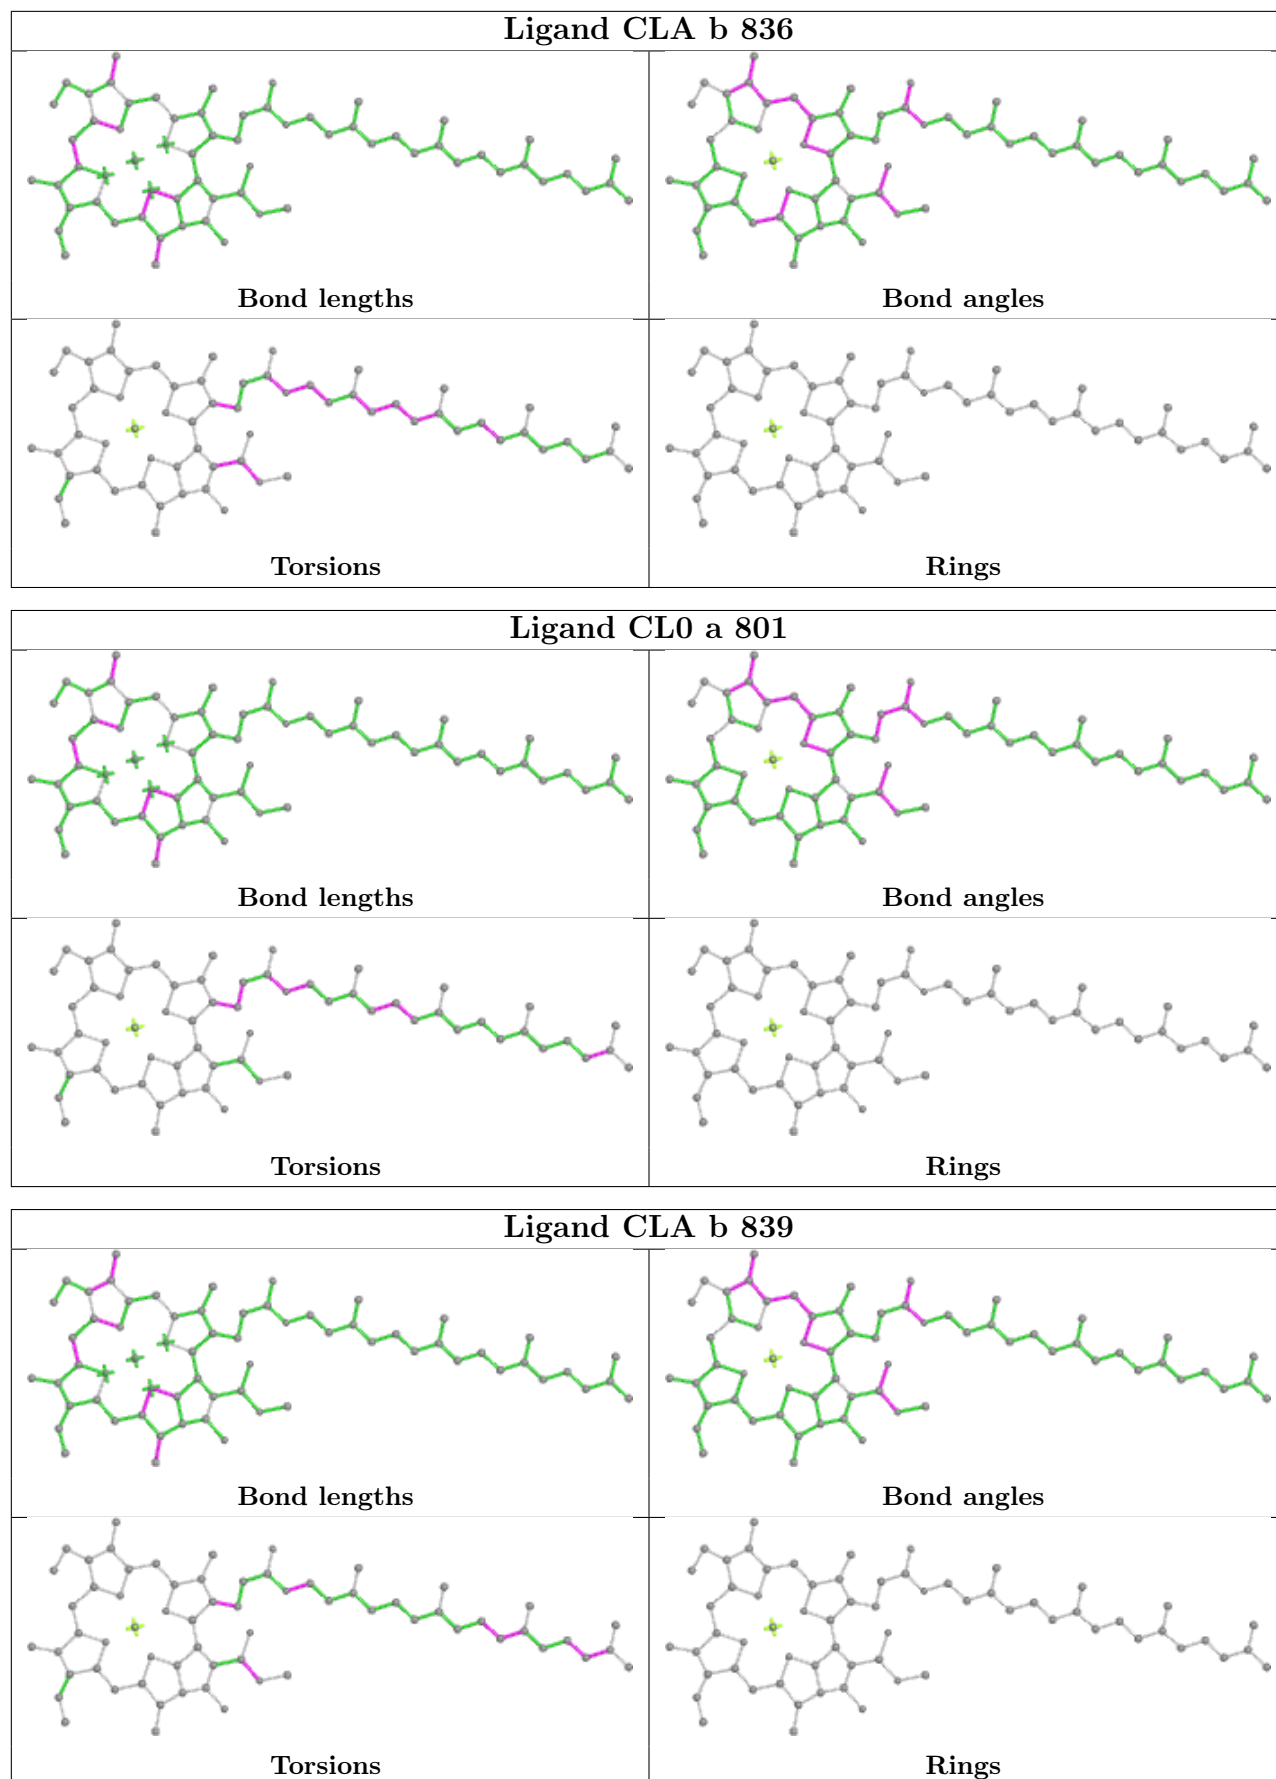 Ligand CLA b 836
Bond lengths
Bond angles
Torsions
Rings
Ligand CL0 a 801
Bond lengths
Bond angles
Torsions
Rings
Ligand CLA b 839
Bond lengths
Bond angles
Torsions
Rings